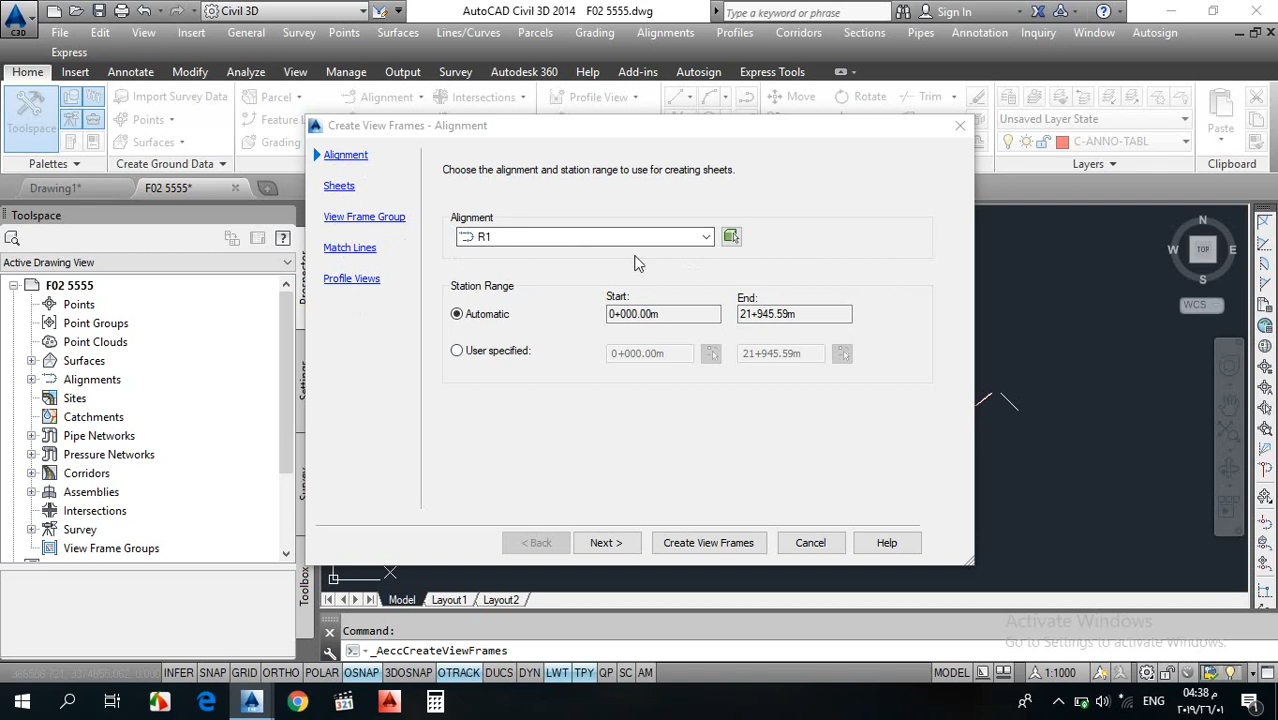 Civil 3D
AutoCAD Civil 3D 2014 F02 5555.dwg
Type a keyword or phrase
Sign In
C3D
File Edit View Insert General Survey Points Surfaces Lines/Curves Parcels Grading Alignments Profiles Corridors Sections Pipes Annotation Inquiry Window Autosign
Express
Home Insert Annotate Modify Analyze View Manage Output Survey Autodesk 360 Help Add-ins Autosign Express Tools
Import Survey Data Parcel Alignment Intersections Profile View Move Rotate Trim Unsaved Layer State
Toolspace Points Feature L Paste
Surfaces Grading C-ANNO-TABL
Palettes Create Ground Data Layers Clipboard
Drawing1* F02 5555*
Create View Frames - Alignment
Alignment
Sheets
View Frame Group
Match Lines
Profile Views
Choose the alignment and station range to use for creating sheets.
Alignment
R1
Station Range
Start: End:
Automatic 0+000.00m 21+945.59m
User specified: 0+000.00m 21+945.59m
< Back Next > Create View Frames Cancel Help
Toolspace
Active Drawing View
F02 5555
Points
Point Groups
Point Clouds
Surfaces
Alignments
Sites
Catchments
Pipe Networks
Pressure Networks
Corridors
Assemblies
Intersections
Survey
View Frame Groups
Settings
Toolbox
N
W TOP E
S
WCS
Model Layout1 Layout2
Command:
_AeccCreateViewFrames
Activate Windows
Go to Settings to activate Windows.
INFER SNAP GRID ORTHO POLAR OSNAP 3DOSNAP OTRACK DUCS DYN LWT TPY QP SC AM MODEL 1:1000
321
ENG
04:38 م
٢٠١٩/٢٦/٠١
1